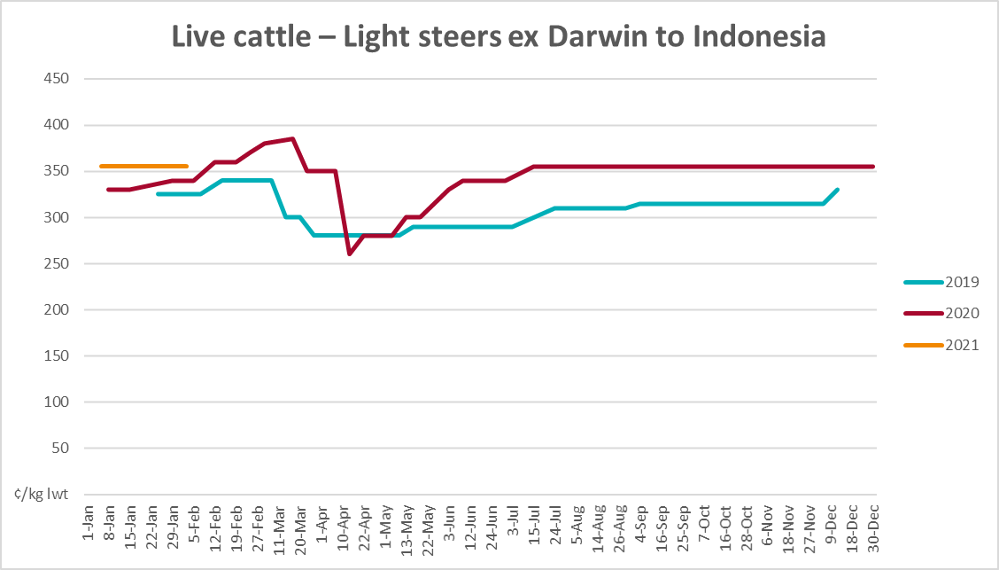 Live cattle – Light steers ex Darwin to Indonesia
450
400
350
300
250
200
150
100
50
¢/kg lwt
1-Jan
8-Jan
15-Jan
22-Jan
29-Jan
5-Feb
12-Feb
19-Feb
27-Feb
11-Mar
20-Mar
1-Apr
10-Apr
22-Apr
1-May
13-May
22-May
3-Jun
12-Jun
24-Jun
3-Jul
15-Jul
24-Jul
5-Aug
14-Aug
26-Aug
4-Sep
16-Sep
25-Sep
7-Oct
16-Oct
28-Oct
6-Nov
18-Nov
27-Nov
9-Dec
18-Dec
30-Dec
2019
2020
2021